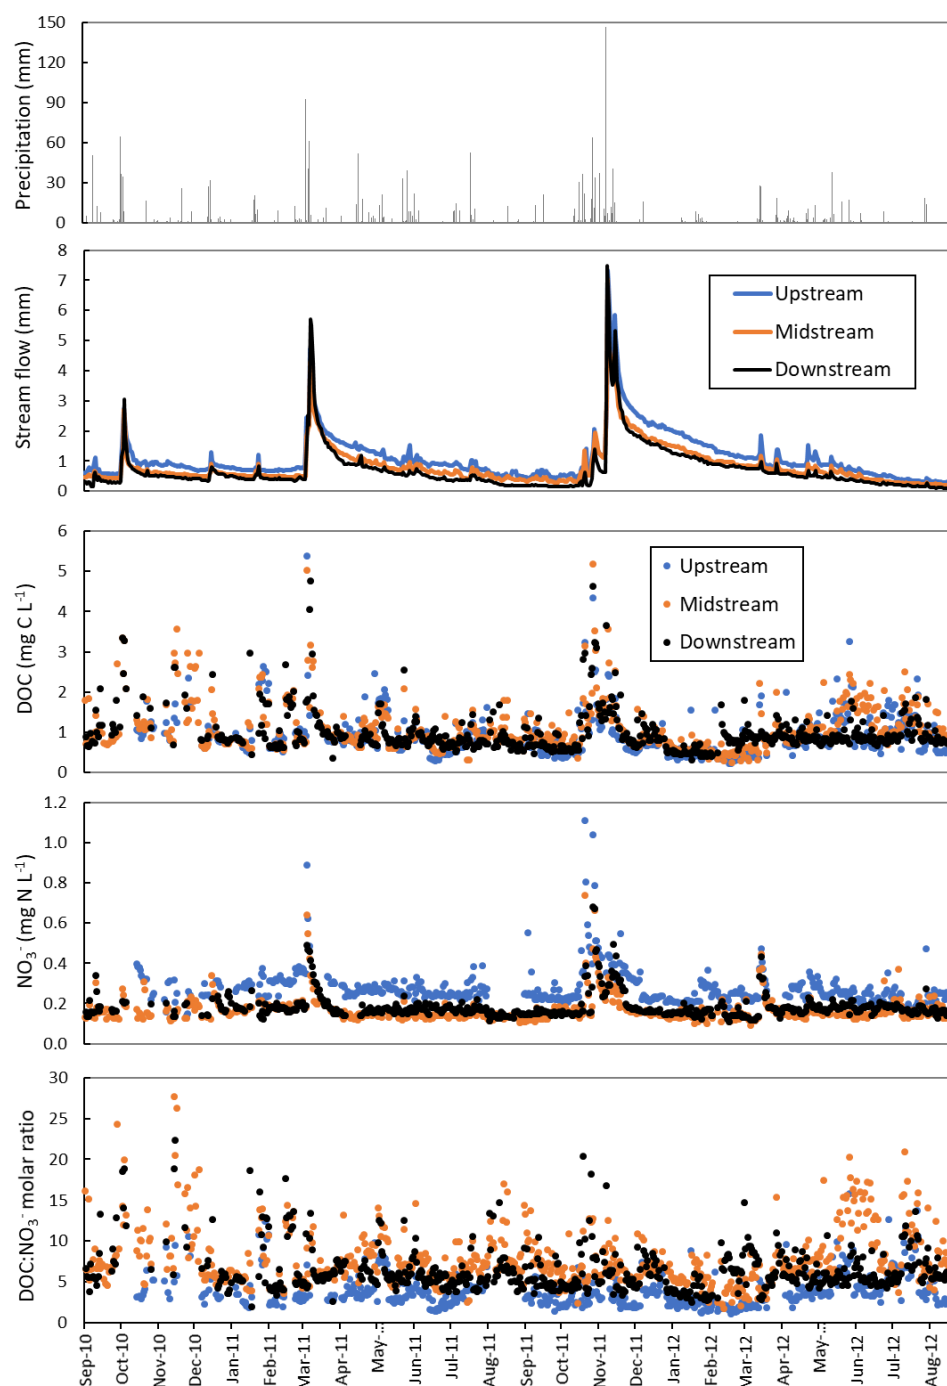 Precipitation (mm)
150
120
90
60
30
0
Stream flow (mm)
8
7
6
5
4
3
2
1
0
Upstream
Midstream
Downstream
DOC (mg C L-1)
6
5
4
3
2
1
0
Upstream
Midstream
Downstream
NO3- (mg N L-1)
1.2
1.0
0.8
0.6
0.4
0.2
0.0
DOC:NO3- molar ratio
30
25
20
15
10
5
0
Sep-10
Oct-10
Nov-10
Dec-10
Jan-11
Feb-11
Mar-11
Apr-11
May-...
Jun-11
Jul-11
Aug-11
Sep-11
Oct-11
Nov-11
Dec-11
Jan-12
Feb-12
Mar-12
Apr-12
May-...
Jun-12
Jul-12
Aug-12